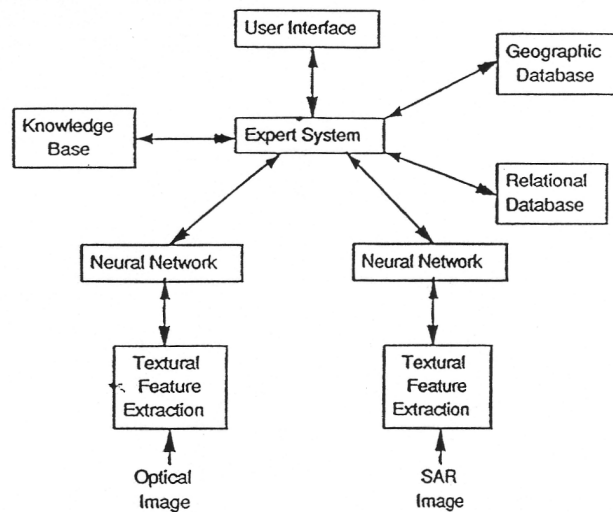 User Interface
Geographic
Database
Knowledge
Base
Expert System
Relational
Database
Neural Network
Neural Network
Textural
Feature
Extraction
Textural
Feature
Extraction
Optical
Image
SAR
Image